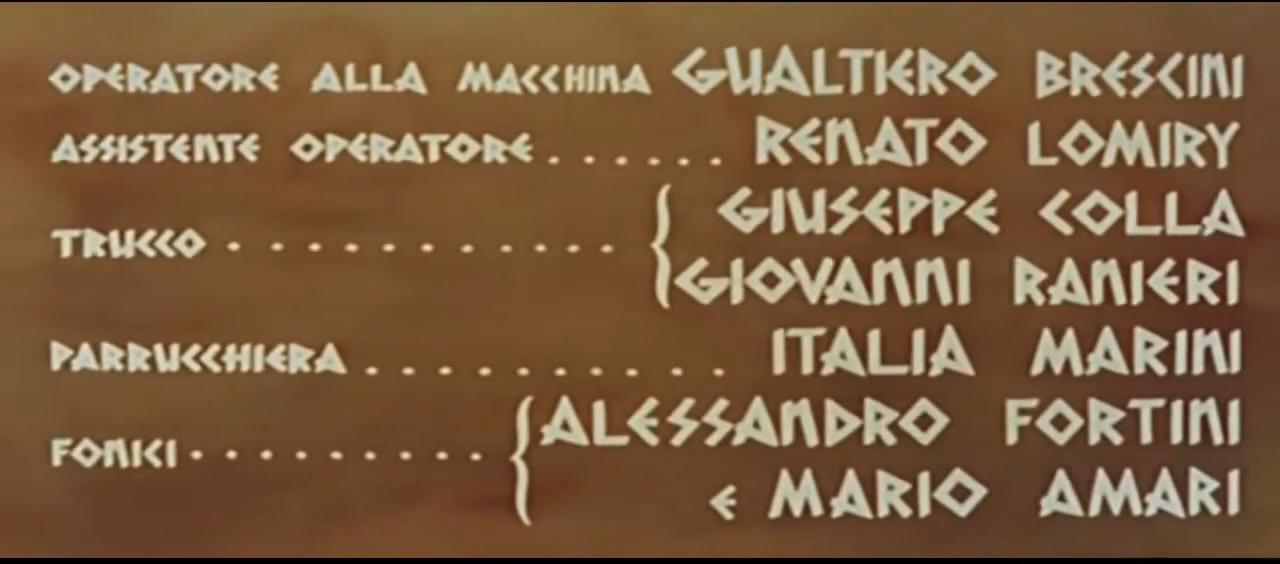 OPERATORE ALLA MACCHINA GUALTIERO BRESCINI
ASSISTENTE OPERATORE...... RENATO LOMIRY
TRUCCO ........... { GIUSEPPE COLLA
GIOVANNI RANIERI
PARRUCCHIERA.......... ITALIA MARINI
FONICI ......... { ALESSANDRO FORTINI
E MARIO AMARI